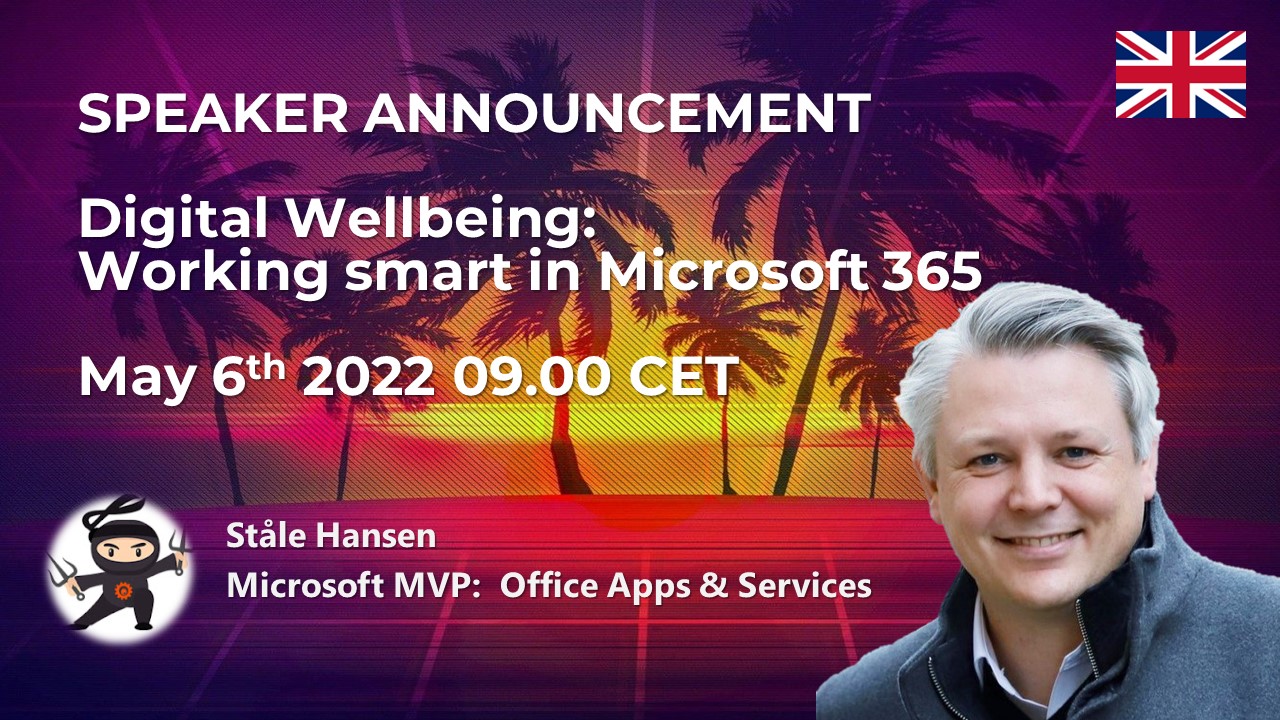 SPEAKER ANNOUNCEMENT
Digital Wellbeing:
Working smart in Microsoft 365
May 6th 2022 09.00 CET
Ståle Hansen
Microsoft MVP: Office Apps & Services